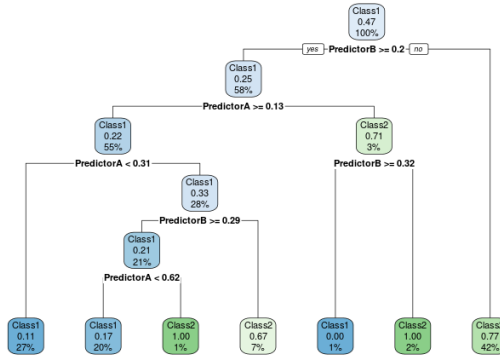 Class1
0.47
100%
yes PredictorB >= 0.2 no
Class1
0.25
58%
PredictorA >= 0.13
Class1
0.22
55%
Class2
0.71
3%
PredictorA < 0.31
PredictorB >= 0.32
Class1
0.33
28%
PredictorB >= 0.29
Class1
0.21
21%
PredictorA < 0.62
Class1
0.11
27%
Class1
0.17
20%
Class2
1.00
1%
Class2
0.67
7%
Class1
0.00
1%
Class2
1.00
2%
Class2
0.77
42%